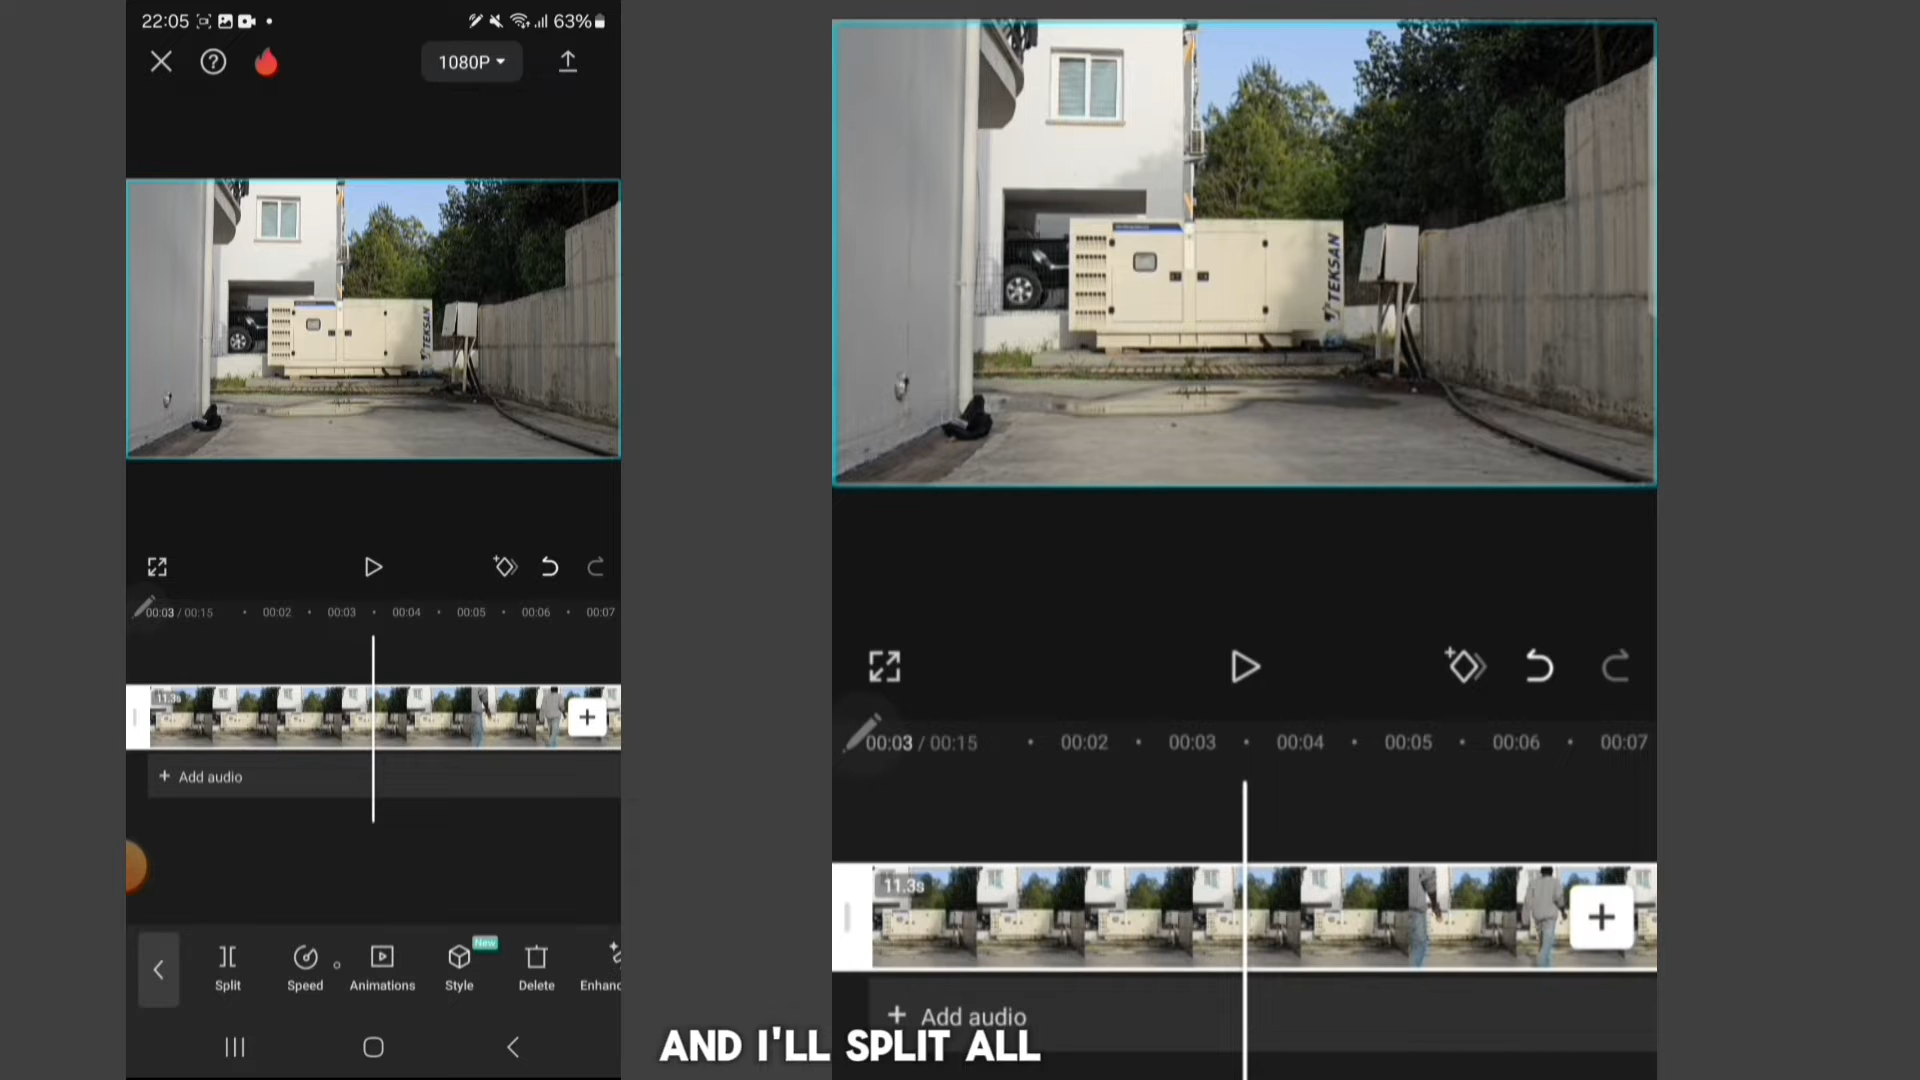 22:05
63%
1080P
TEKSAN
00:03 / 00:15 00:02 00:03 00:04 00:05 00:06 00:07
11.3s
+ Add audio
New
Split Speed Animations Style Delete Enhanc
TEKSAN
00:03 / 00:15 00:02 00:03 00:04 00:05 00:06 00:07
11.3s
+ Add audio
AND I'LL SPLIT ALL